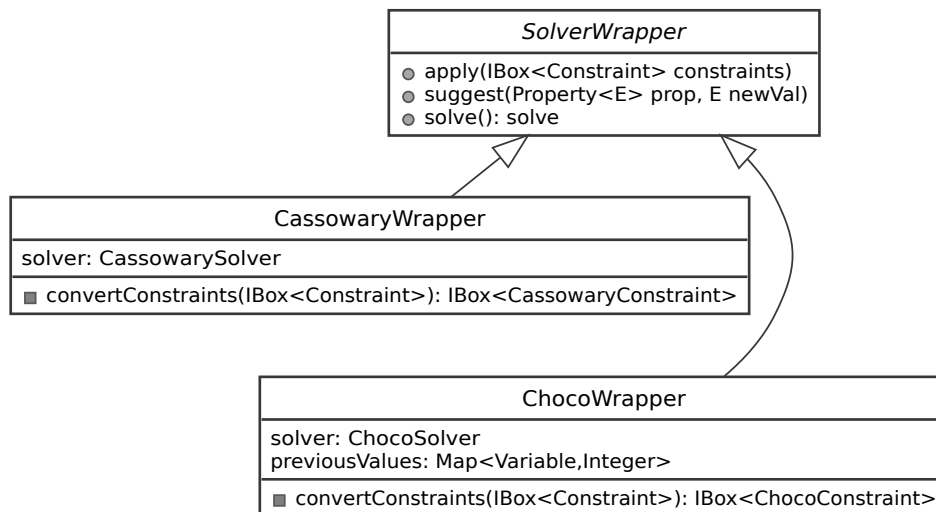 SolverWrapper
apply(IBox<Constraint> constraints)
suggest(Property<E> prop, E newVal)
solve(): solve
CassowaryWrapper
solver: CassowarySolver
convertConstraints(IBox<Constraint>): IBox<CassowaryConstraint>
ChocoWrapper
solver: ChocoSolver
previousValues: Map<Variable,Integer>
convertConstraints(IBox<Constraint>): IBox<ChocoConstraint>